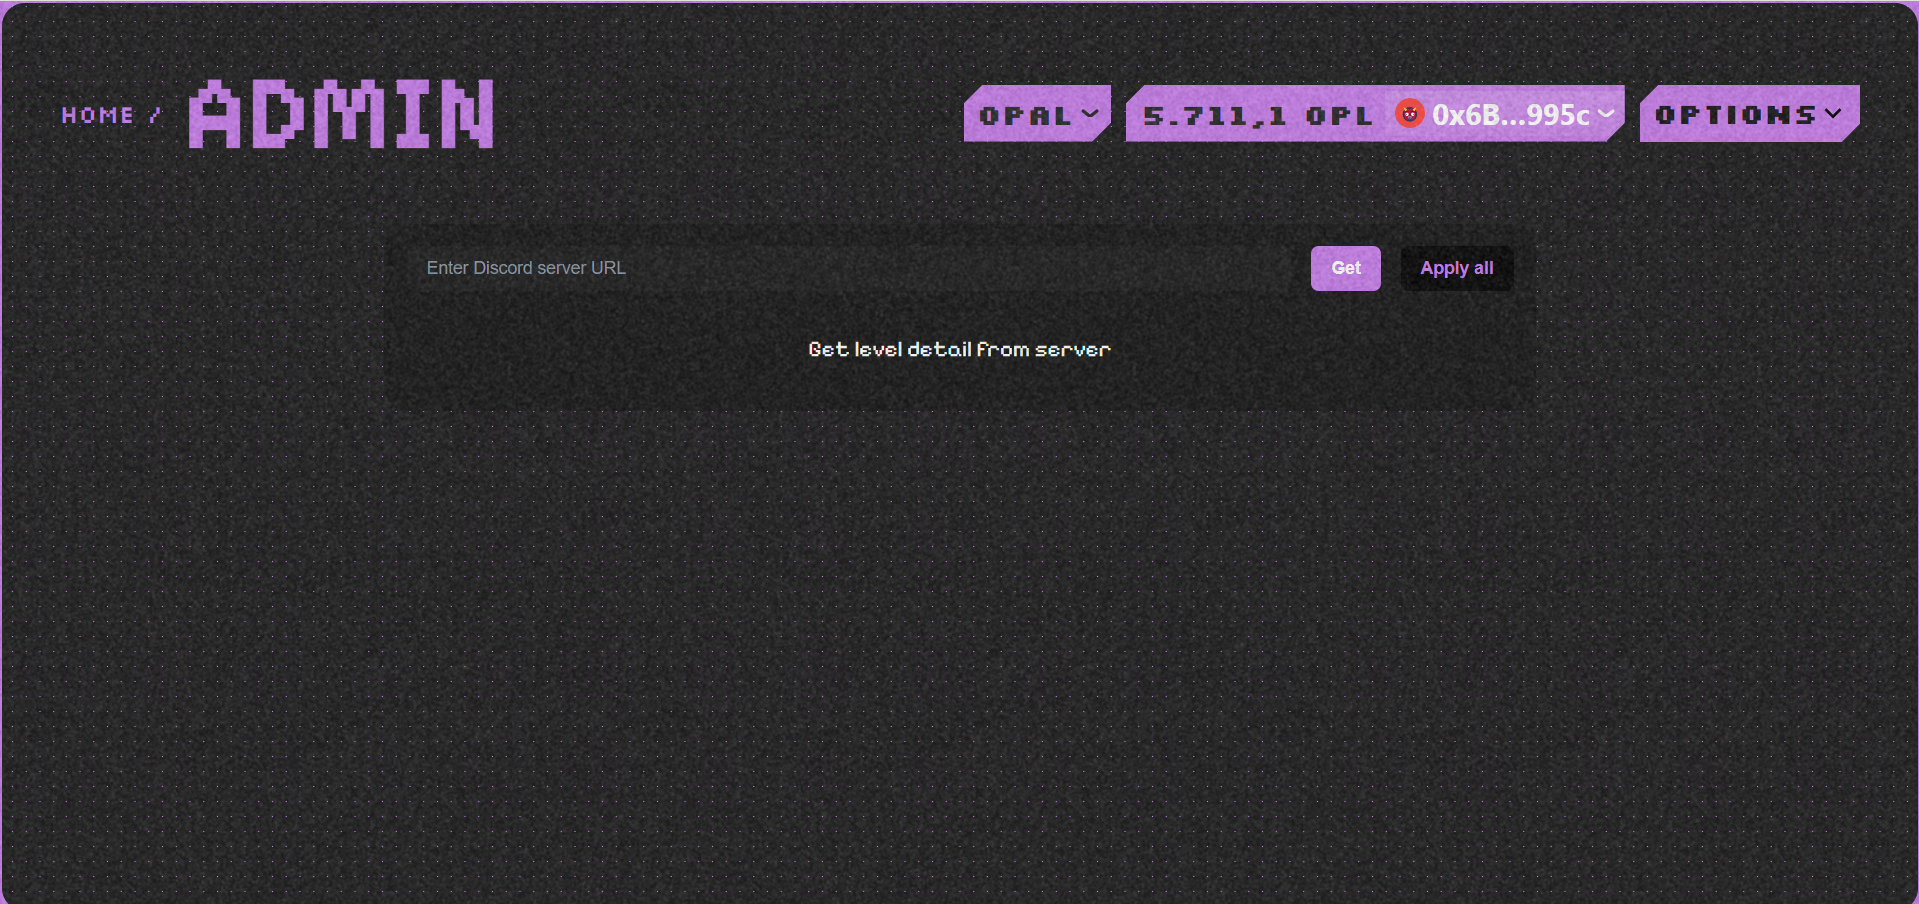 HOME / ADMIN
OPAL
5.711,1 OPL 0x6B...995c
OPTIONS
Enter Discord server URL
Get
Apply all
Get level detail from server